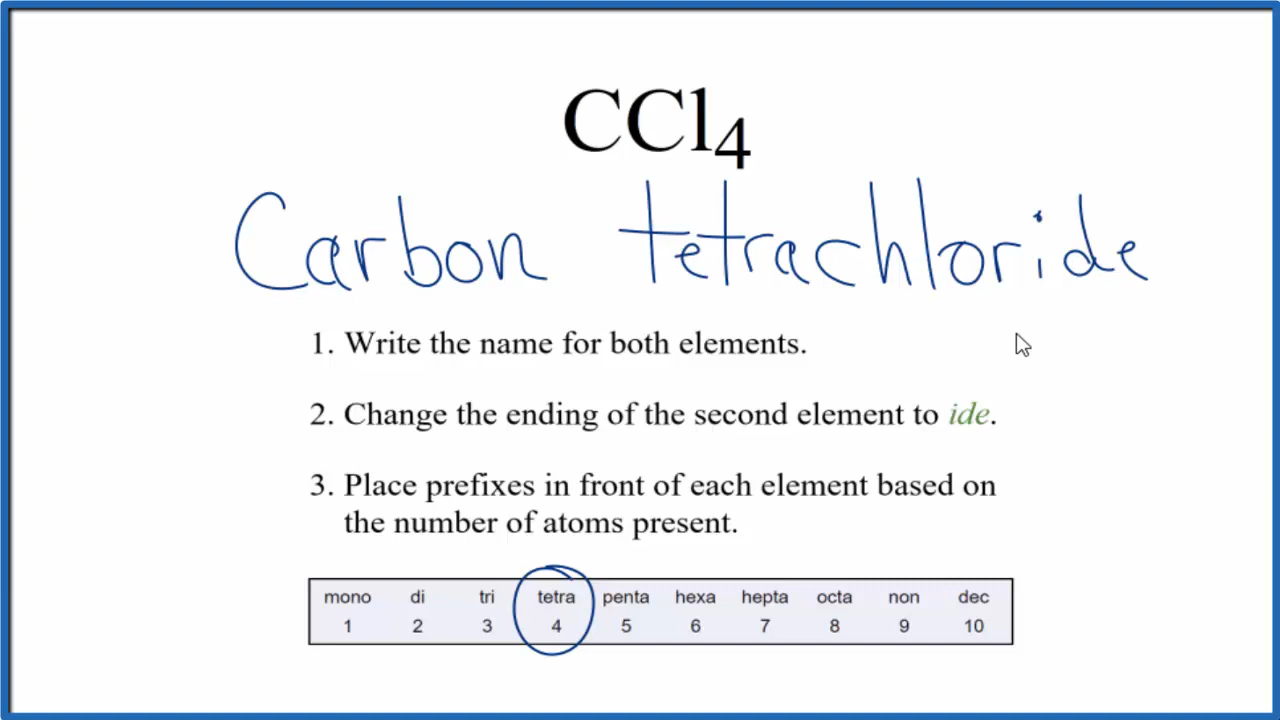 CCl4
Carbon tetrachloride
1. Write the name for both elements.
2. Change the ending of the second element to ide.
3. Place prefixes in front of each element based on
the number of atoms present.
mono di tri tetra penta hexa hepta octa non dec
1 2 3 4 5 6 7 8 9 10